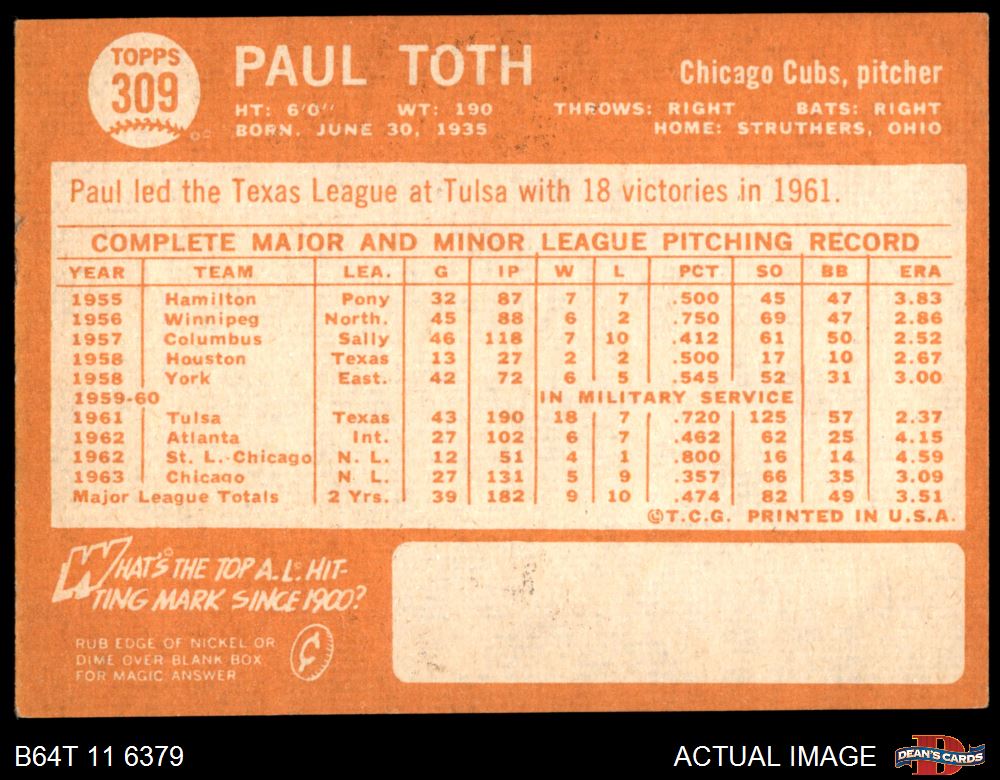 TOPPS
309
PAUL TOTH
Chicago Cubs, pitcher
HT: 6'0" WT: 190 THROWS: RIGHT BATS: RIGHT
BORN. JUNE 30, 1935 HOME: STRUTHERS, OHIO
Paul led the Texas League at Tulsa with 18 victories in 1961.
COMPLETE MAJOR AND MINOR LEAGUE PITCHING RECORD
YEAR TEAM LEA. G IP W L PCT SO BB ERA
1955 Hamilton Pony 32 87 7 7 .500 45 47 3.83
1956 Winnipeg North. 45 88 6 2 .750 69 47 2.86
1957 Columbus Sally 46 118 7 10 .412 61 50 2.52
1958 Houston Texas 13 27 2 2 .500 17 10 2.67
1958 York East. 42 72 6 5 .545 52 31 3.00
1959-60 IN MILITARY SERVICE
1961 Tulsa Texas 43 190 18 7 .720 125 57 2.37
1962 Atlanta Int. 27 102 6 7 .462 62 25 4.15
1962 St. L.-Chicago N. L. 12 51 4 1 .800 16 14 4.59
1963 Chicago N. L. 27 131 5 9 .357 66 35 3.09
Major League Totals 2 Yrs. 39 182 9 10 .474 82 49 3.51
©T.C.G. PRINTED IN U.S.A.
WHAT'S THE TOP A.L. HIT-
TING MARK SINCE 1900?
RUB EDGE OF NICKEL OR
DIME OVER BLANK BOX
FOR MAGIC ANSWER
B64T 11 6379
ACTUAL IMAGE
D
DEAN'S CARDS